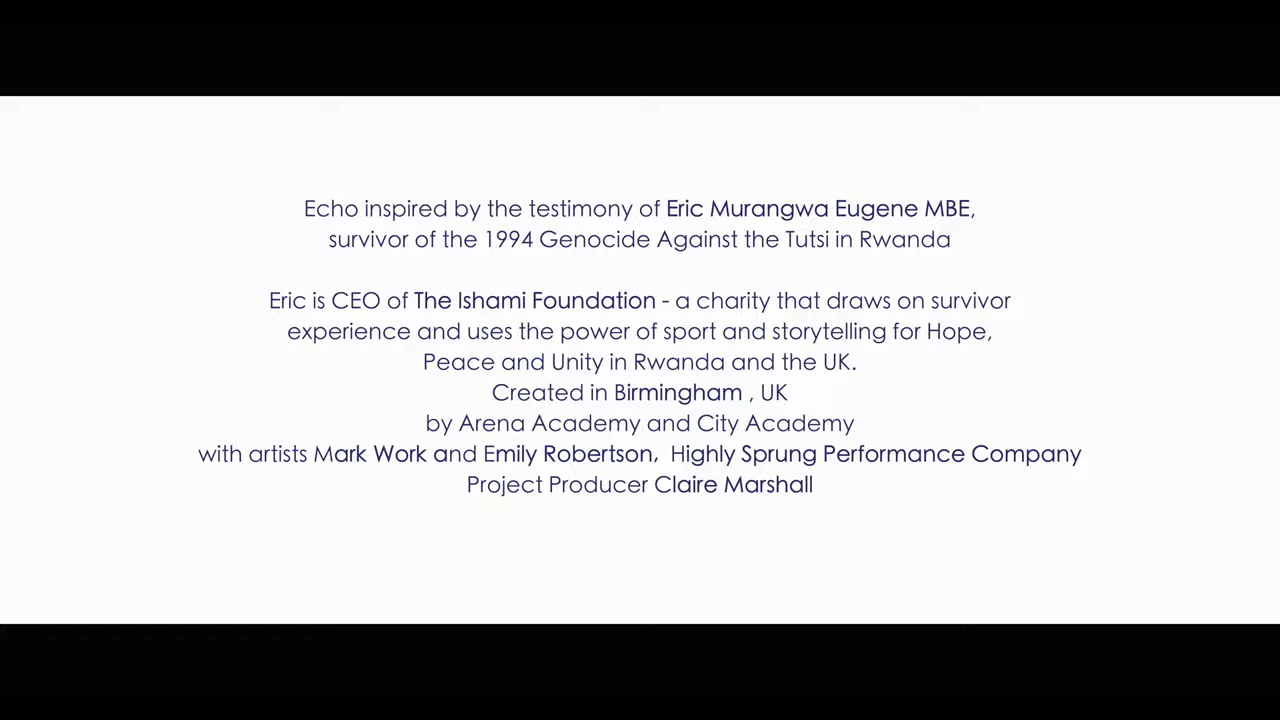 Echo inspired by the testimony of Eric Murangwa Eugene MBE,
survivor of the 1994 Genocide Against the Tutsi in Rwanda
Eric is CEO of The Ishami Foundation - a charity that draws on survivor
experience and uses the power of sport and storytelling for Hope,
Peace and Unity in Rwanda and the UK.
Created in Birmingham , UK
by Arena Academy and City Academy
with artists Mark Work and Emily Robertson,  Highly Sprung Performance Company
Project Producer Claire Marshall